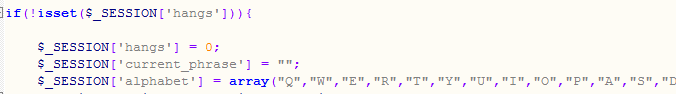 if(!isset($_SESSION['hangs'])){
$_SESSION['hangs'] = 0;
$_SESSION['current_phrase'] = "";
$_SESSION['alphabet'] = array("Q","W","E","R","T","Y","U","I","O","P","A","S","D